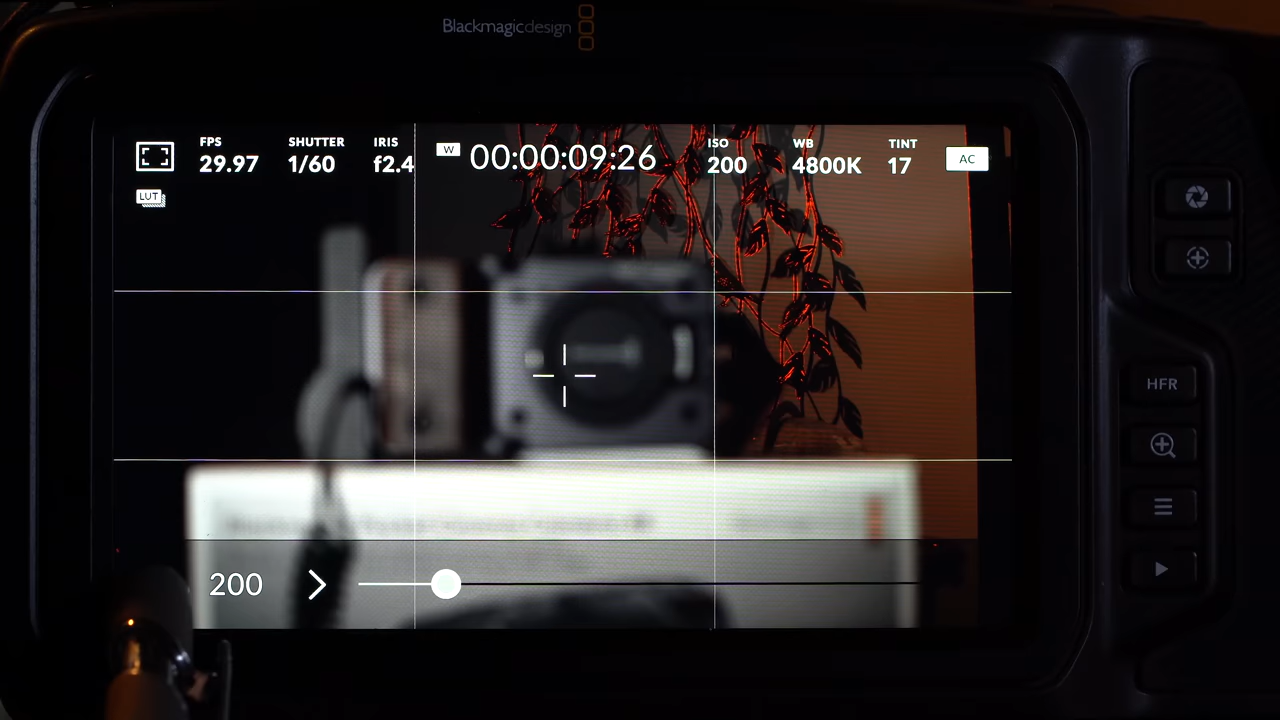 Blackmagicdesign
FPS SHUTTER IRIS ISO WB TINT
29.97 1/60 f2.4 W 00:00:09:26 200 4800K 17 AC
LUT
HFR
200